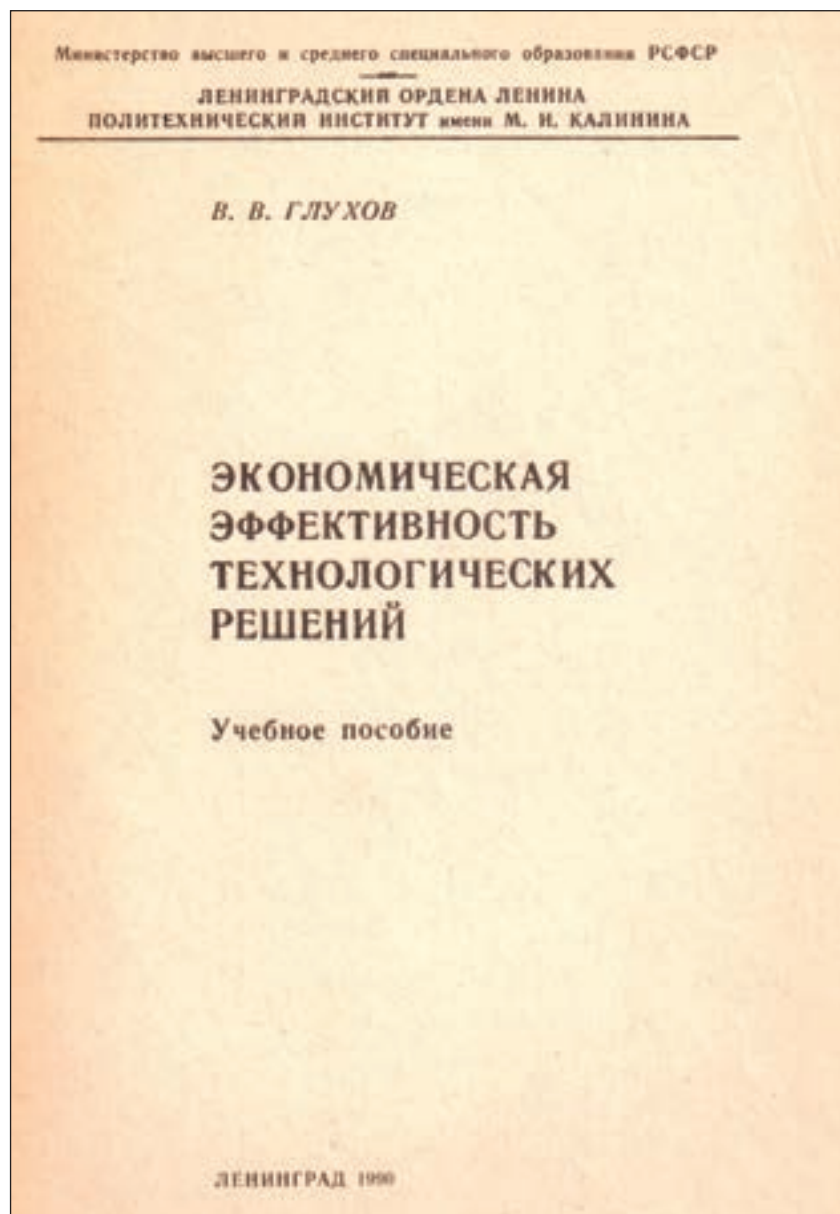 Министерство высшего и среднего специального образования РСФСР
ЛЕНИНГРАДСКИЙ ОРДЕНА ЛЕНИНА
ПОЛИТЕХНИЧЕСКИЙ ИНСТИТУТ имени М. И. КАЛИНИНА
В. В. ГЛУХОВ
ЭКОНОМИЧЕСКАЯ
ЭФФЕКТИВНОСТЬ
ТЕХНОЛОГИЧЕСКИХ
РЕШЕНИЙ
Учебное пособие
ЛЕНИНГРАД 1990